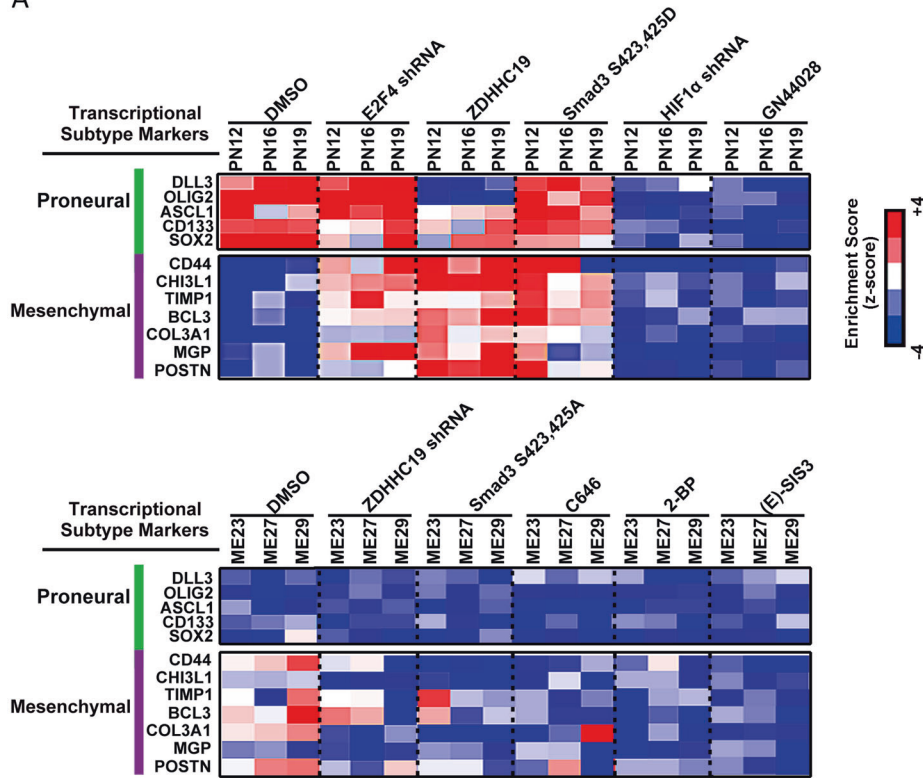 A
Transcriptional
Subtype Markers
DMSO
E2F4 shRNA
ZDHHC19
Smad3 S423,425D
HIF1α shRNA
GN44028
PN12 PN16 PN19 PN12 PN16 PN19 PN12 PN16 PN19 PN12 PN16 PN19 PN12 PN16 PN19 PN12 PN16 PN19
Proneural
DLL3
OLIG2
ASCL1
CD133
SOX2
Mesenchymal
CD44
CHI3L1
TIMP1
BCL3
COL3A1
MGP
POSTN
Enrichment Score
(z-score)
+4
-4
Transcriptional
Subtype Markers
DMSO
ZDHHC19 shRNA
Smad3 S423,425A
C646
2-BP
(E)-SIS3
ME23 ME27 ME29 ME23 ME27 ME29 ME23 ME27 ME29 ME23 ME27 ME29 ME23 ME27 ME29 ME23 ME27 ME29
Proneural
DLL3
OLIG2
ASCL1
CD133
SOX2
Mesenchymal
CD44
CHI3L1
TIMP1
BCL3
COL3A1
MGP
POSTN